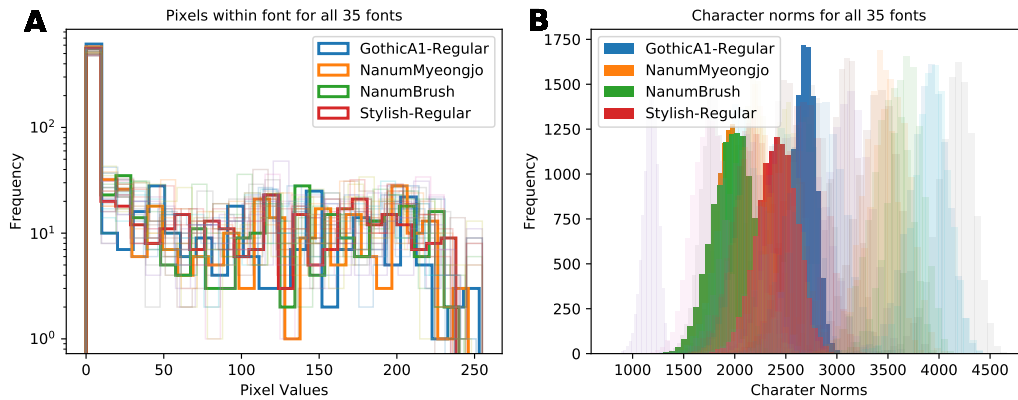 A
Pixels within font for all 35 fonts
GothicA1-Regular
NanumMyeongjo
NanumBrush
Stylish-Regular
Frequency
10²
10¹
10⁰
0 50 100 150 200 250
Pixel Values
B
Character norms for all 35 fonts
GothicA1-Regular
NanumMyeongjo
NanumBrush
Stylish-Regular
Frequency
1750
1500
1250
1000
750
500
250
0
1000 1500 2000 2500 3000 3500 4000 4500
Charater Norms